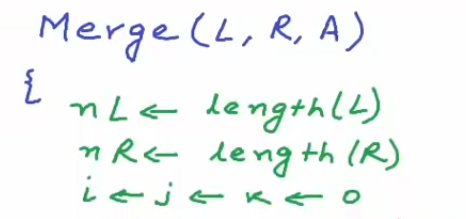 Merge(L, R, A)
{
nL ← length(L)
nR ← length(R)
i ← j ← k ← 0